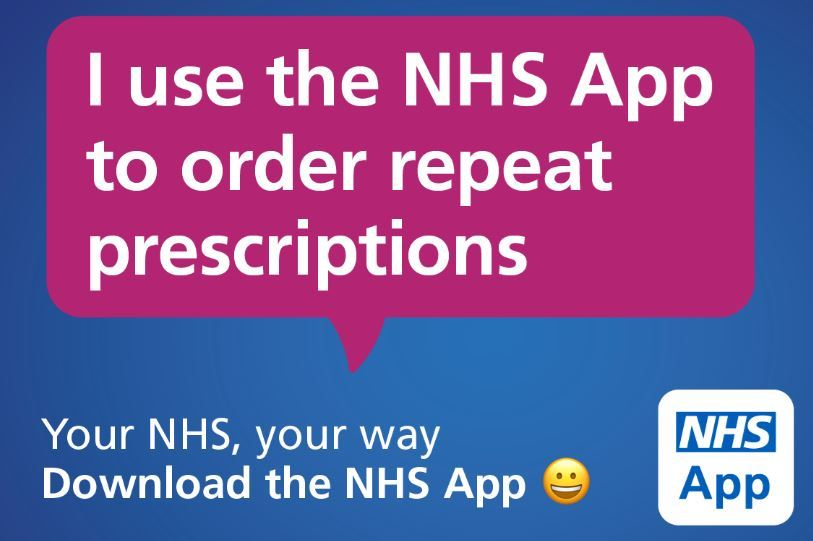 I use the NHS App
to order repeat
prescriptions
Your NHS, your way
Download the NHS App 😀
NHS
App